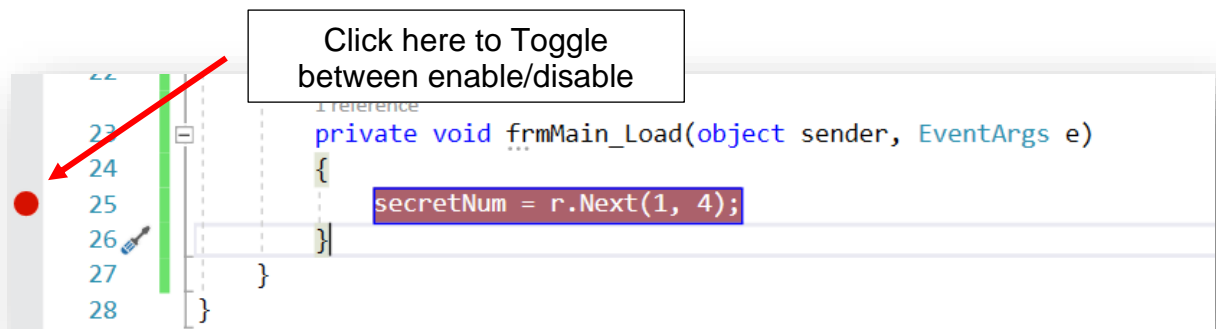 Click here to Toggle
between enable/disable
22
1 reference
23 private void frmMain_Load(object sender, EventArgs e)
24 {
25 secretNum = r.Next(1, 4);
26 }
27 }
28 }